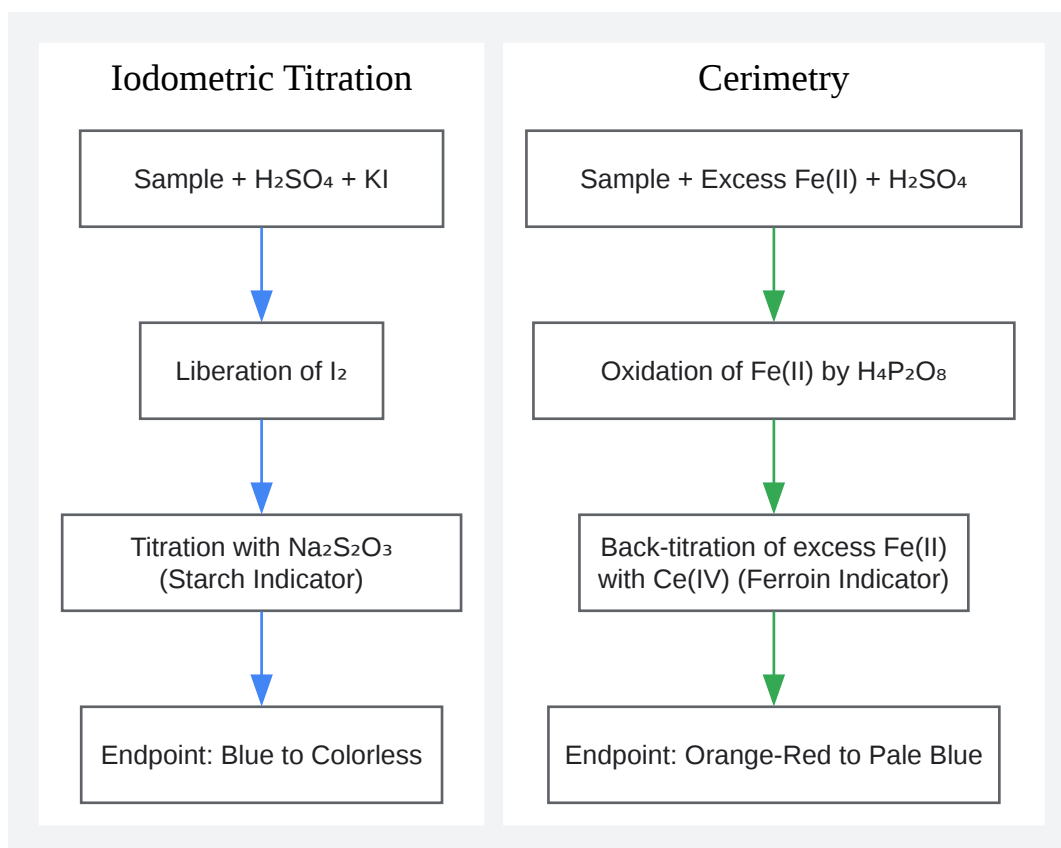 Iodometric Titration
Sample + H₂SO₄ + KI
Liberation of I₂
Titration with Na₂S₂O₃
(Starch Indicator)
Endpoint: Blue to Colorless
Cerimetry
Sample + Excess Fe(II) + H₂SO₄
Oxidation of Fe(II) by H₄P₂O₈
Back-titration of excess Fe(II)
with Ce(IV) (Ferroin Indicator)
Endpoint: Orange-Red to Pale Blue